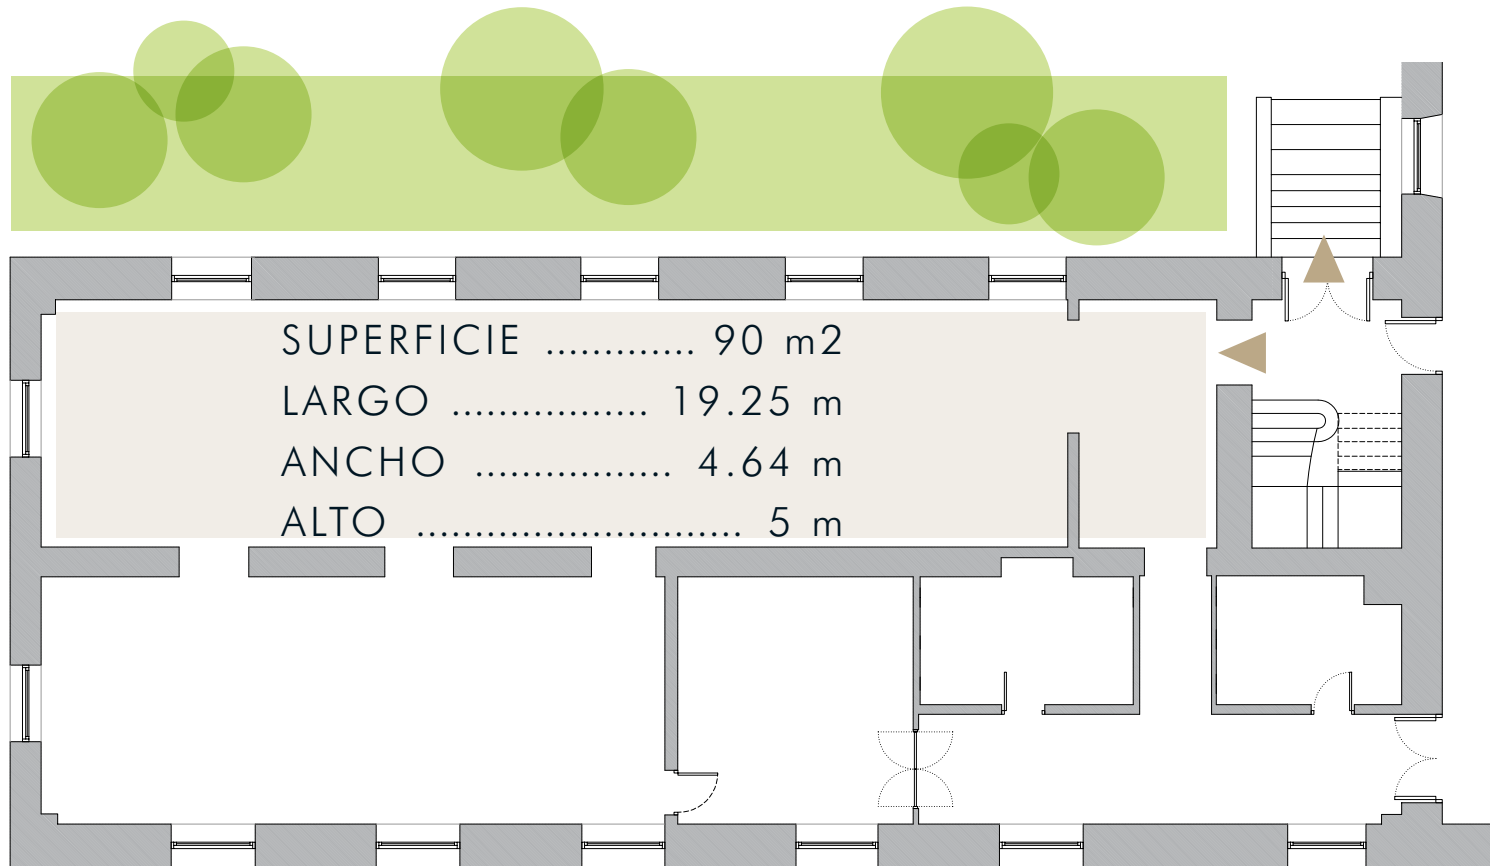 SUPERFICIE ............. 90 m2
LARGO ................. 19.25 m
ANCHO ................. 4.64 m
ALTO ............................ 5 m